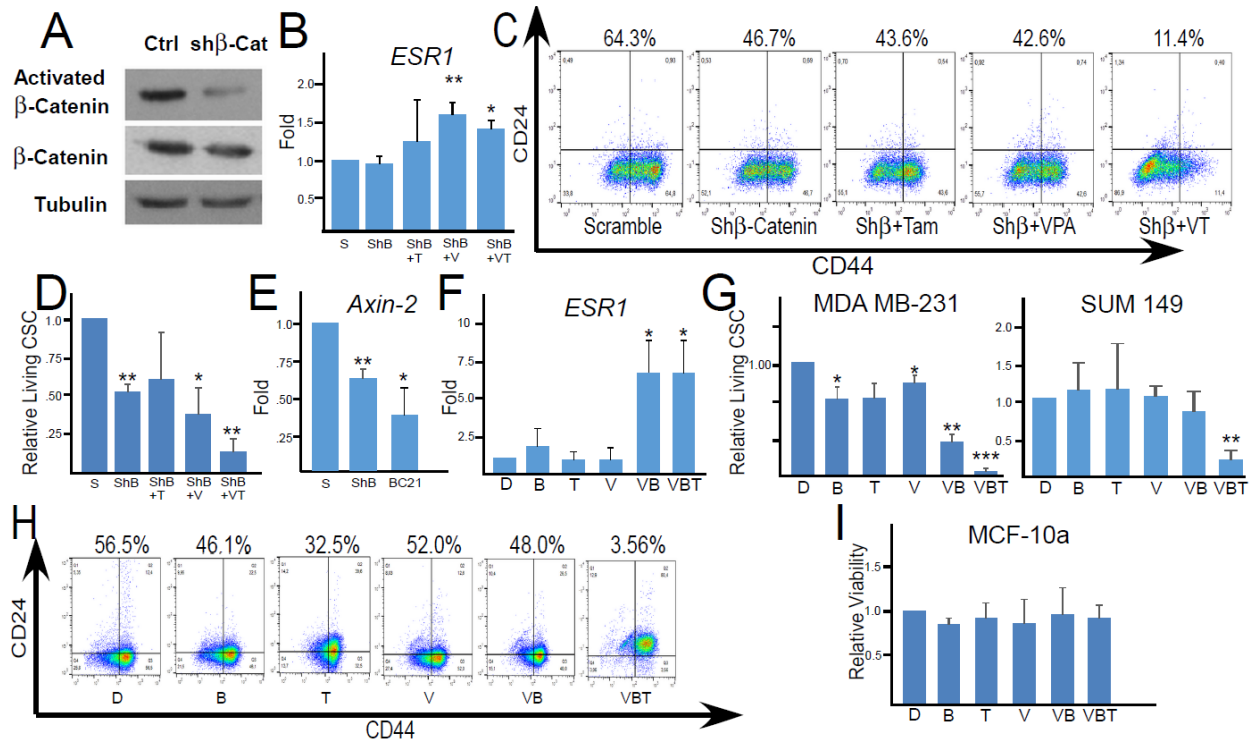 A
Ctrl shβ-Cat
Activated
β-Catenin
β-Catenin
Tubulin
B
ESR1
Fold
1.5
1.0
0.5
**
*
S ShB ShB ShB ShB
+T +V +VT
C
64.3% 46.7% 43.6% 42.6% 11.4%
CD24
Scramble Shβ-Catenin Shβ+Tam Shβ+VPA Shβ+VT
CD44
D
Relative Living CSC
1.0
.75
.50
.25
** * **
S ShB ShB ShB ShB
+T +V +VT
E
Axin-2
Fold
1.0
.75
.50
.25
** *
S ShB BC21
F
ESR1
Fold
10
7.5
5
2.5
* *
D B T V VB VBT
G
MDA MB-231
Relative Living CSC
1.00
* * ** ***
D B T V VB VBT
SUM 149
2.0
1.5
1.0
0.5
**
D B T V VB VBT
H
56.5% 46.1% 32.5% 52.0% 48.0% 3.56%
CD24
D B T V VB VBT
CD44
I
MCF-10a
Relative Viability
1.5
1.0
0.5
D B T V VB VBT